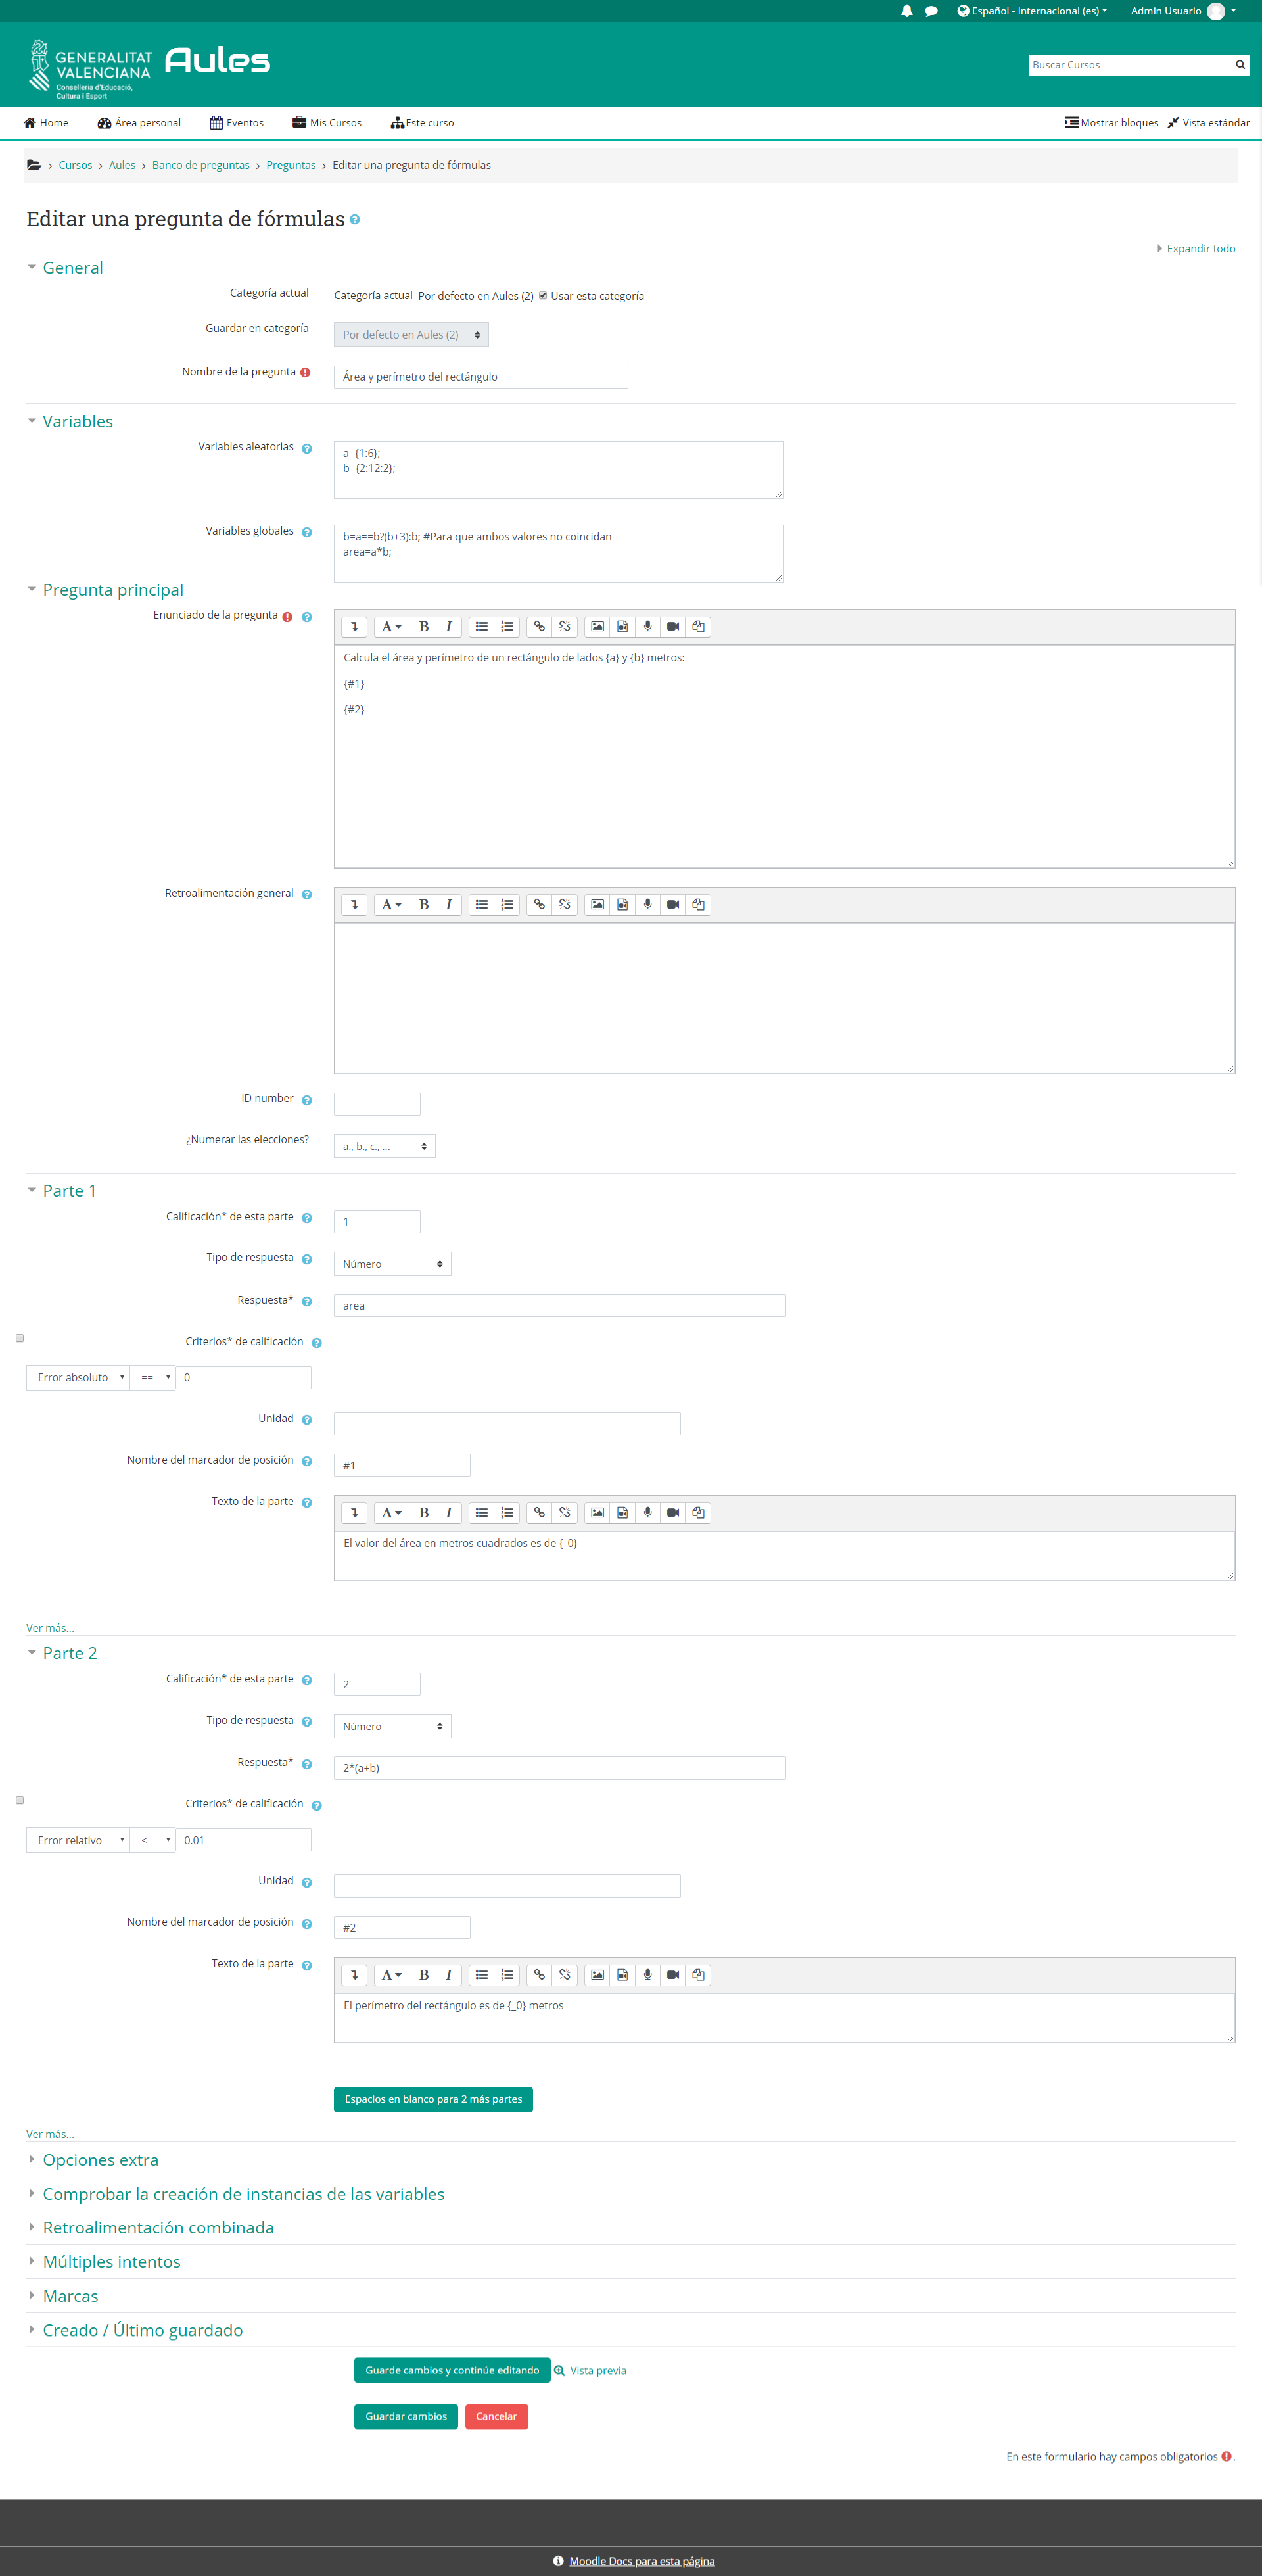 Español - Internacional (es)
Admin Usuario
GENERALITAT
VALENCIANA
Conselleria d'Educació,
Cultura i Esport
Aules
Buscar Cursos
Home
Área personal
Eventos
Mis Cursos
Este curso
Mostrar bloques
Vista estándar
Cursos > Aules > Banco de preguntas > Preguntas > Editar una pregunta de fórmulas
Editar una pregunta de fórmulas
Expandir todo
General
Categoría actual
Categoría actual Por defecto en Aules (2) Usar esta categoría
Guardar en categoría
Por defecto en Aules (2)
Nombre de la pregunta
Área y perímetro del rectángulo
Variables
Variables aleatorias
a={1:6};
b={2:12:2};
Variables globales
b=a==b?(b+3):b; #Para que ambos valores no coincidan
area=a*b;
Pregunta principal
Enunciado de la pregunta
Calcula el área y perímetro de un rectángulo de lados {a} y {b} metros:
{#1}
{#2}
Retroalimentación general
ID number
¿Numerar las elecciones?
a., b., c., ...
Parte 1
Calificación* de esta parte
1
Tipo de respuesta
Número
Respuesta*
area
Criterios* de calificación
Error absoluto == 0
Unidad
Nombre del marcador de posición
#1
Texto de la parte
El valor del área en metros cuadrados es de {_0}
Ver más...
Parte 2
Calificación* de esta parte
2
Tipo de respuesta
Número
Respuesta*
2*(a+b)
Criterios* de calificación
Error relativo < 0.01
Unidad
Nombre del marcador de posición
#2
Texto de la parte
El perímetro del rectángulo es de {_0} metros
Espacios en blanco para 2 más partes
Ver más...
Opciones extra
Comprobar la creación de instancias de las variables
Retroalimentación combinada
Múltiples intentos
Marcas
Creado / Último guardado
Guarde cambios y continúe editando
Vista previa
Guardar cambios
Cancelar
En este formulario hay campos obligatorios .
Moodle Docs para esta página